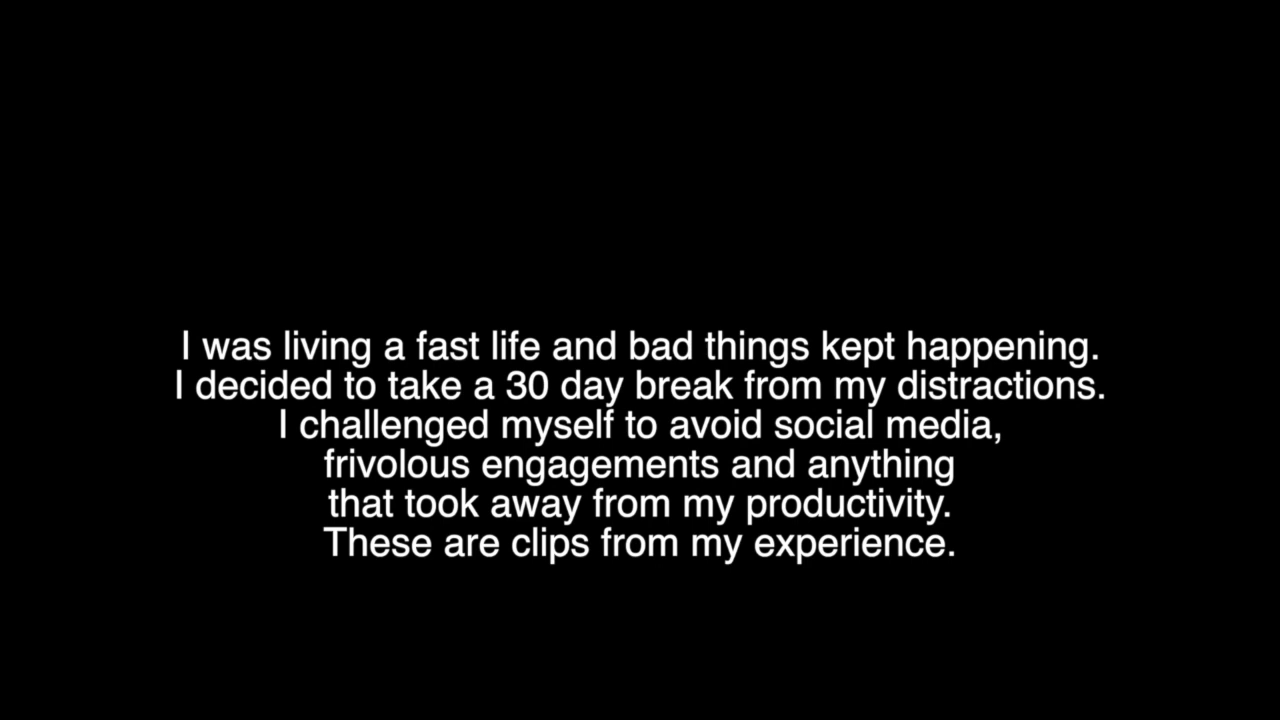 I was living a fast life and bad things kept happening.
I decided to take a 30 day break from my distractions.
I challenged myself to avoid social media,
frivolous engagements and anything
that took away from my productivity.
These are clips from my experience.